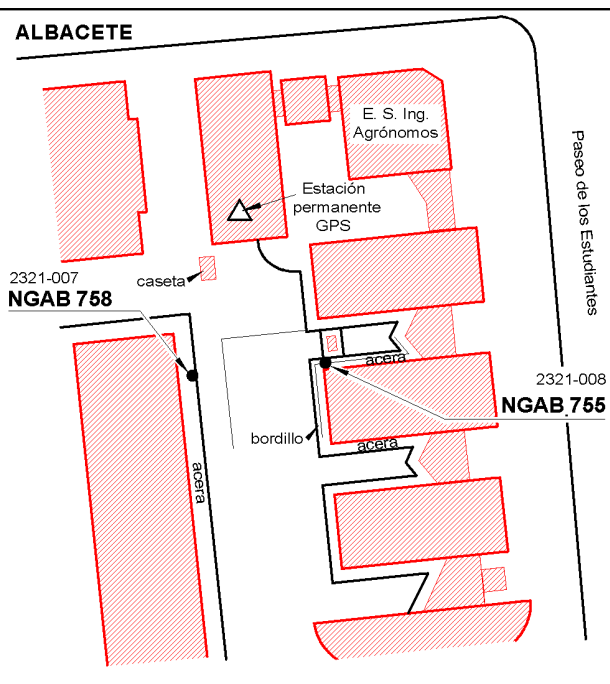 ALBACETE
E. S. Ing.
Agrónomos
Paseo de los Estudiantes
Estación
permanente
GPS
caseta
2321-007
NGAB 758
acera
2321-008
NGAB 755
bordillo
acera
acera